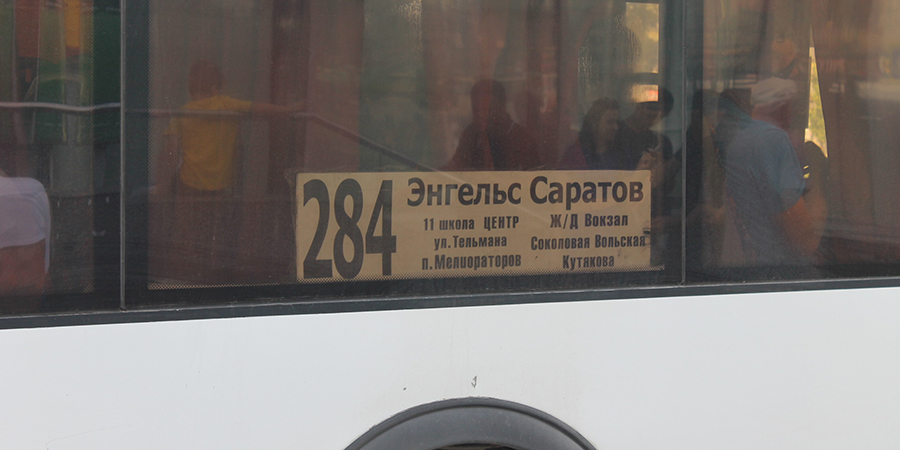 284 Энгельс Саратов
11 школа ЦЕНТР Ж/Д Вокзал
ул. Тельмана Соколовая Вольская
п. Мелиораторов Кутякова